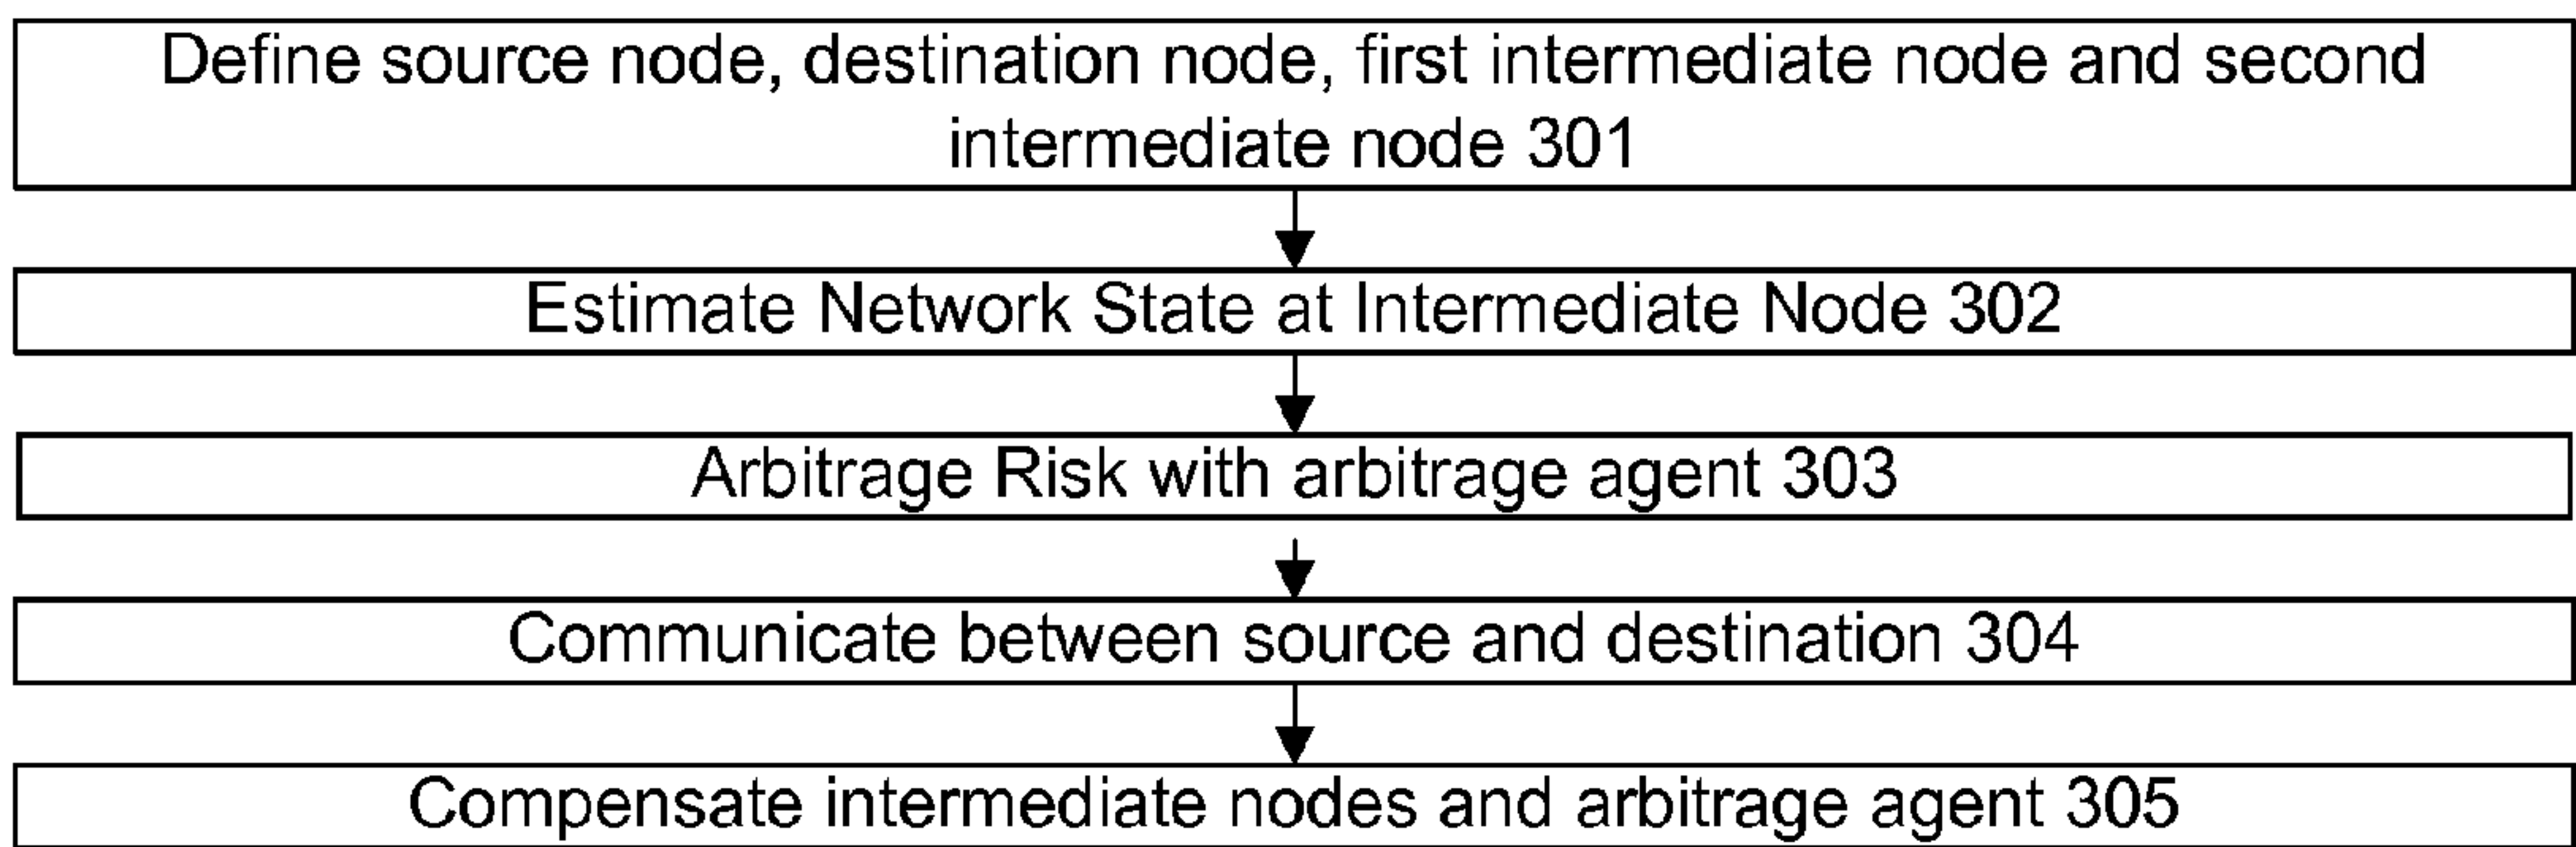 Define source node, destination node, first intermediate node and second
intermediate node 301
Estimate Network State at Intermediate Node 302
Arbitrage Risk with arbitrage agent 303
Communicate between source and destination 304
Compensate intermediate nodes and arbitrage agent 305